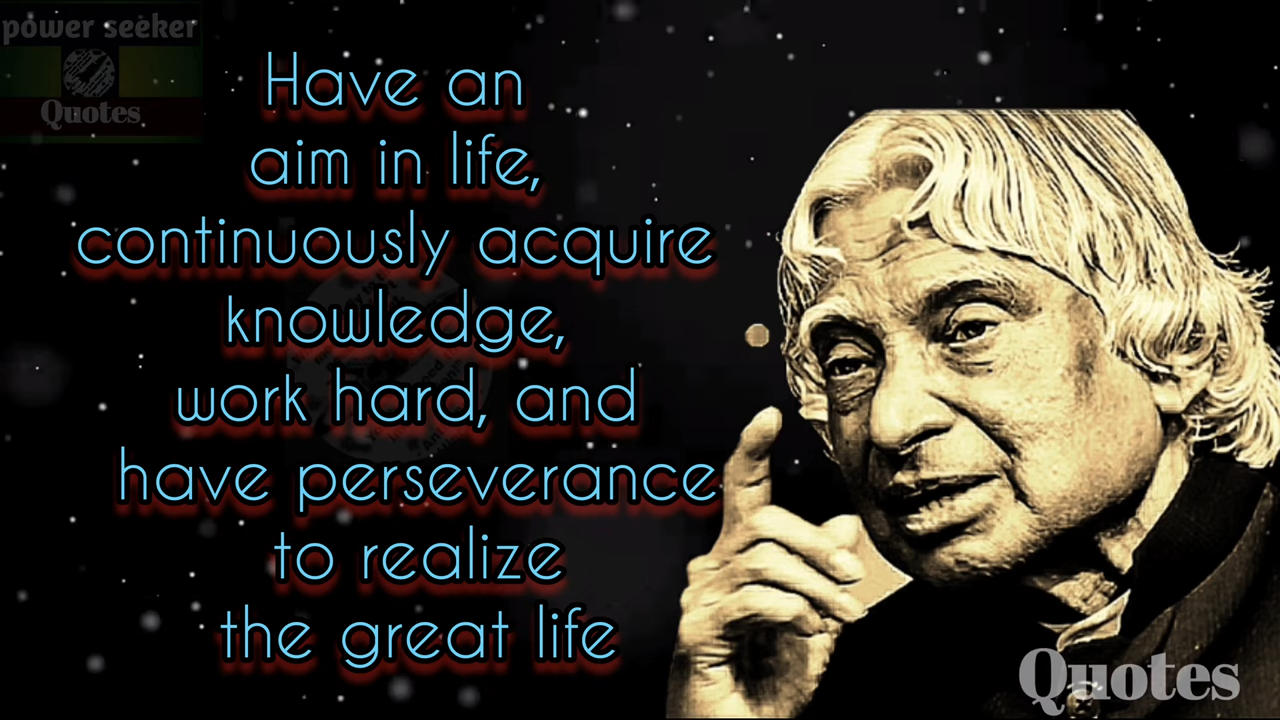 power seeker
Quotes
Have an
aim in life,
continuously acquire
knowledge,
work hard, and
have perseverance
to realize
the great life
Quotes